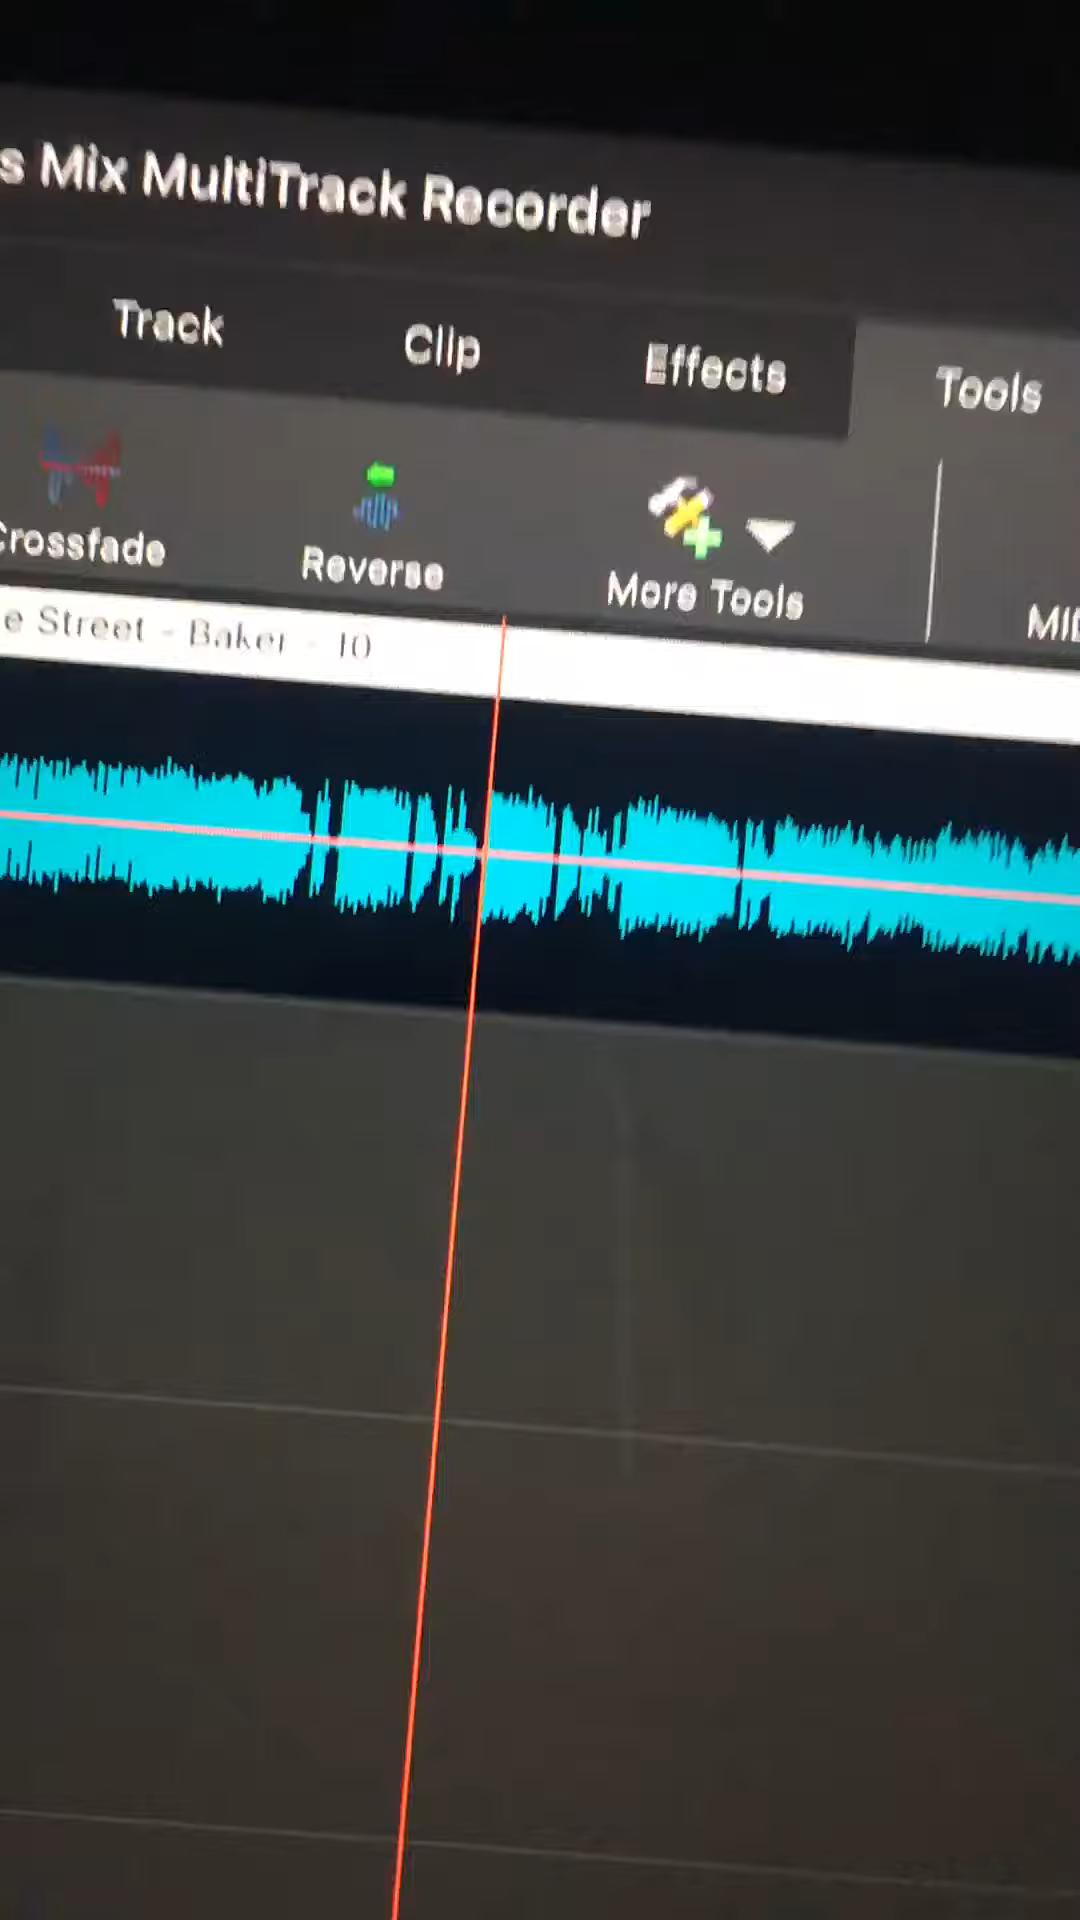 s Mix MultiTrack Recorder
Track Clip Effects Tools
Crossfade Reverse More Tools
e Street - Baker - 10